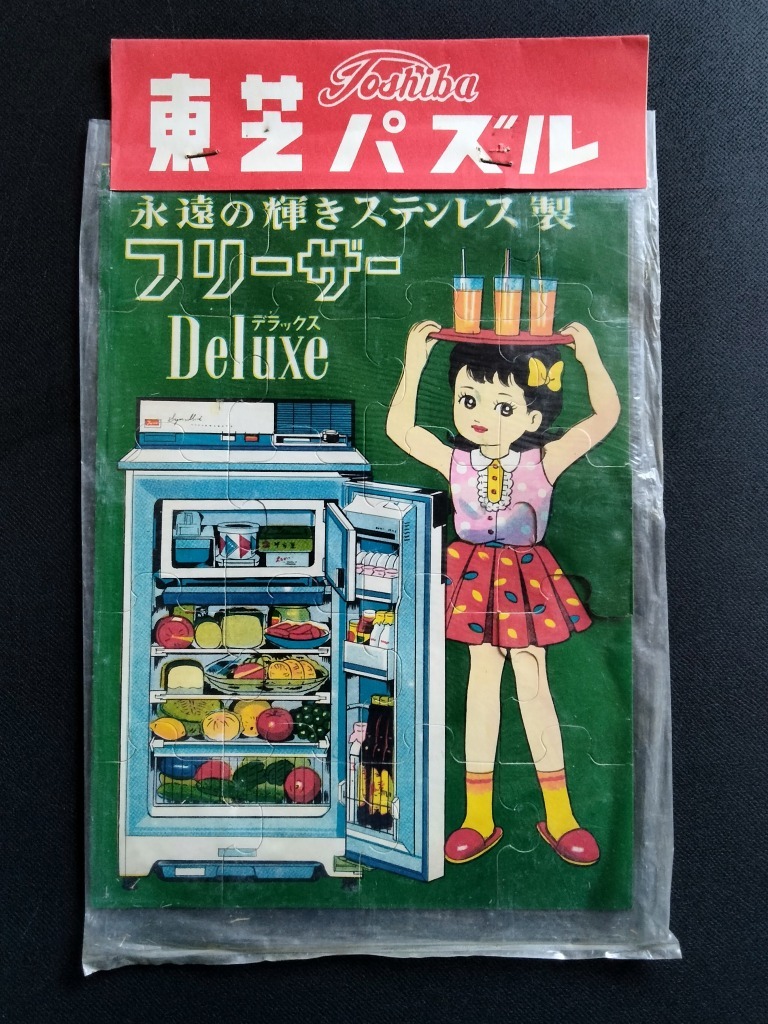 Toshiba
東芝パズル
永遠の輝きステンレス製
フリーザー
デラックス
Deluxe